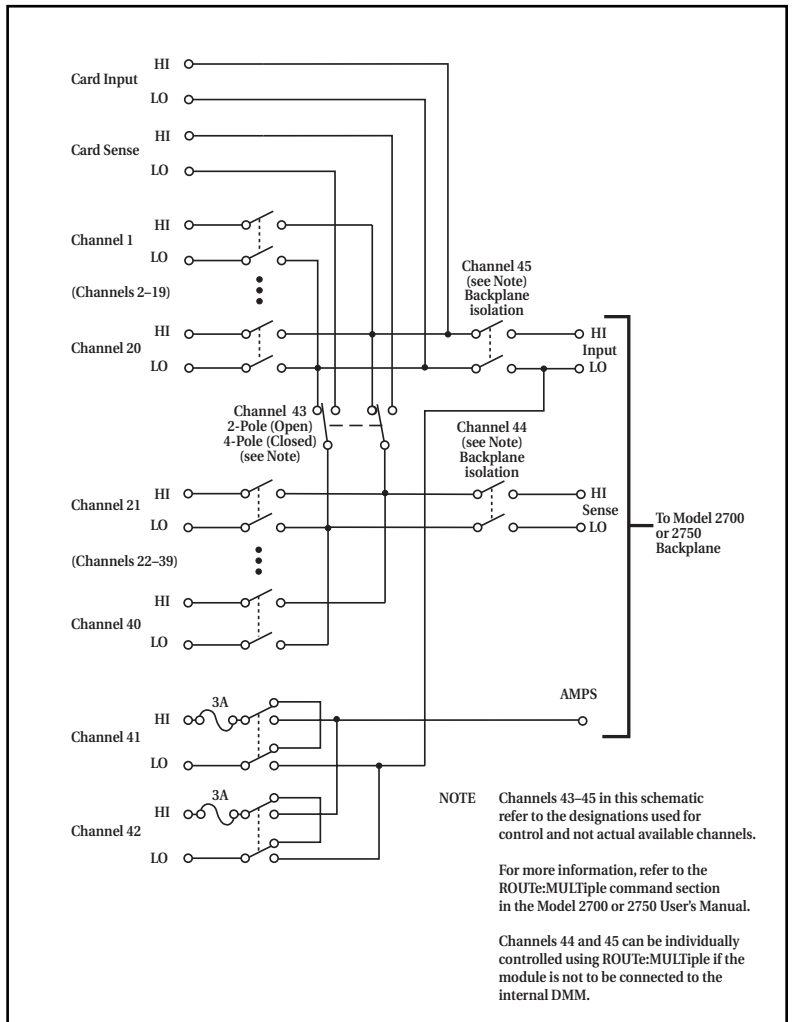 Card Input
HI
LO
Card Sense
HI
LO
Channel 1
HI
LO
(Channels 2–19)
Channel 20
HI
LO
Channel 45
(see Note)
Backplane
isolation
HI
Input
LO
Channel 43
2-Pole (Open)
4-Pole (Closed)
(see Note)
Channel 44
(see Note)
Backplane
isolation
Channel 21
HI
LO
HI
Sense
LO
To Model 2700
or 2750
Backplane
(Channels 22–39)
Channel 40
HI
LO
AMPS
Channel 41
HI
3A
LO
Channel 42
HI
3A
LO
NOTE Channels 43–45 in this schematic
refer to the designations used for
control and not actual available channels.
For more information, refer to the
ROUTe:MULTiple command section
in the Model 2700 or 2750 User's Manual.
Channels 44 and 45 can be individually
controlled using ROUTe:MULTiple if the
module is not to be connected to the
internal DMM.